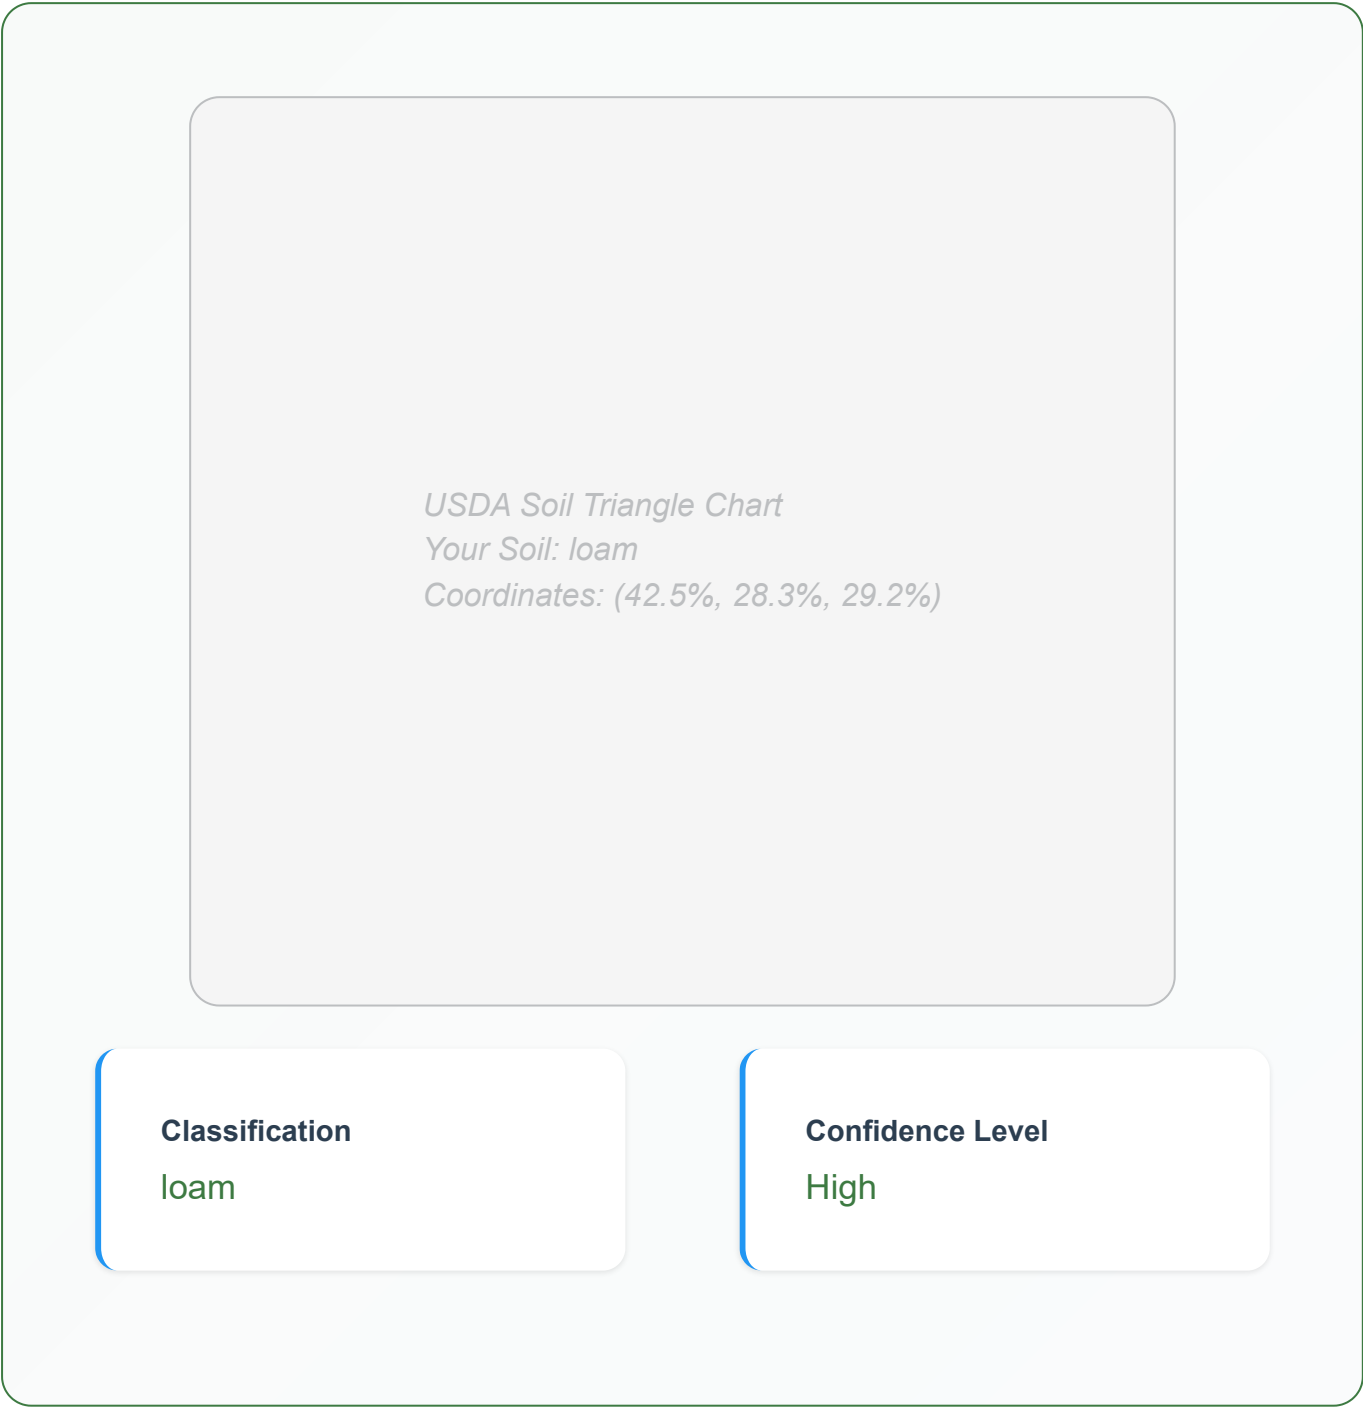 USDA Soil Triangle Chart
Your Soil: loam
Coordinates: (42.5%, 28.3%, 29.2%)
Classification
loam
Confidence Level
High